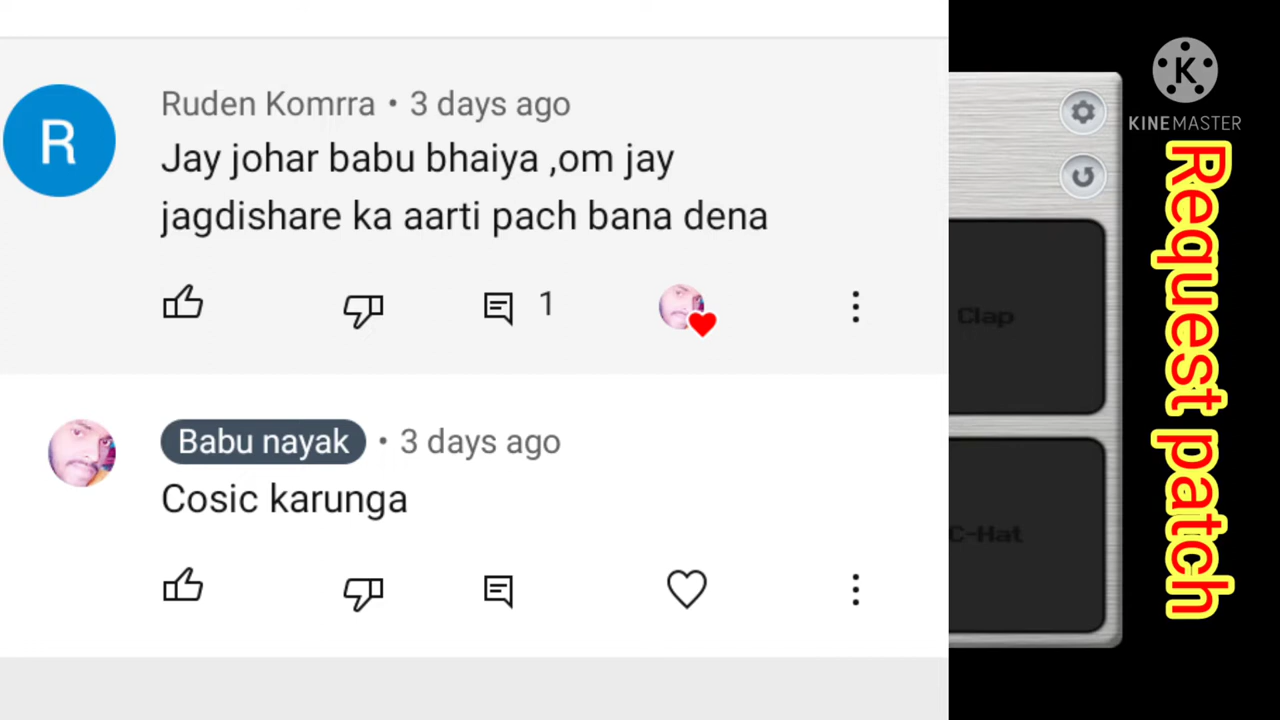 Ruden Komrra • 3 days ago
R
Jay johar babu bhaiya ,om jay
jagdishare ka aarti pach bana dena
1
Babu nayak • 3 days ago
Cosic karunga
K
KINEMASTER
Clap
C-Hat
Request patch